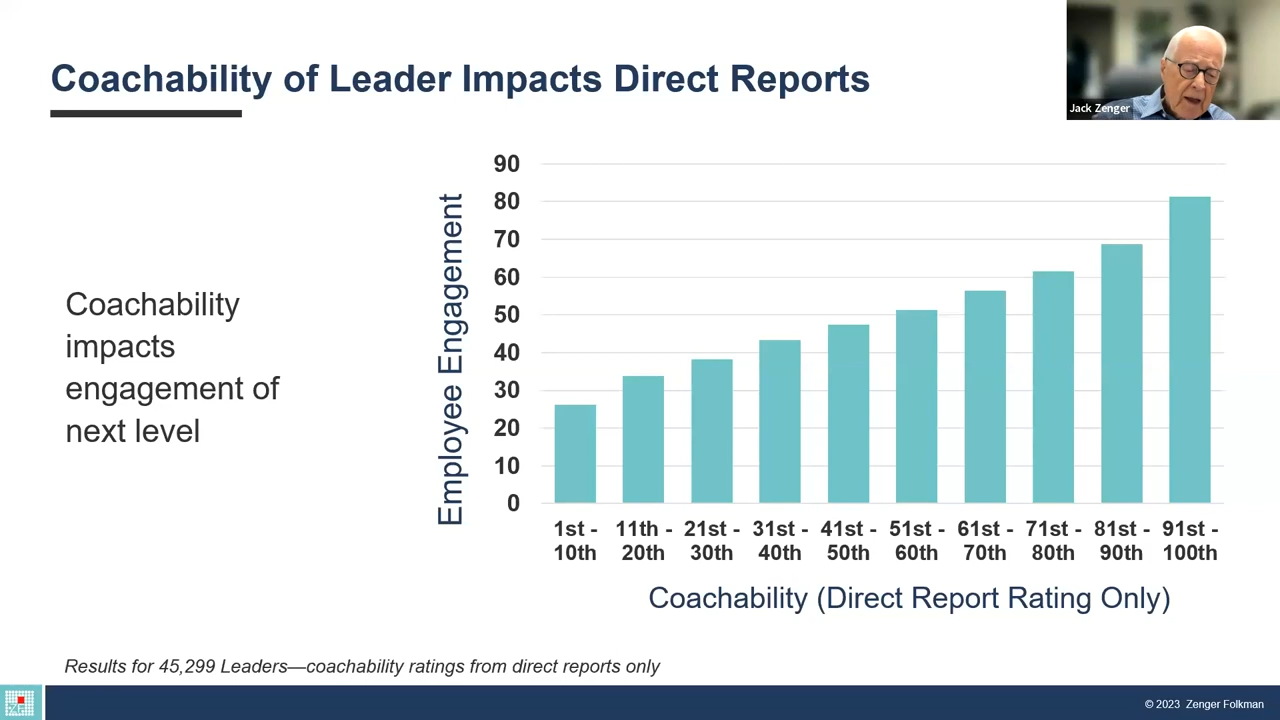 Coachability of Leader Impacts Direct Reports
Jack Zenger
Coachability
impacts
engagement of
next level
Employee Engagement
90
80
70
60
50
40
30
20
10
0
1st - 11th - 21st - 31st - 41st - 51st - 61st - 71st - 81st - 91st -
10th 20th 30th 40th 50th 60th 70th 80th 90th 100th
Coachability (Direct Report Rating Only)
Results for 45,299 Leaders—coachability ratings from direct reports only
ZF
© 2023 Zenger Folkman